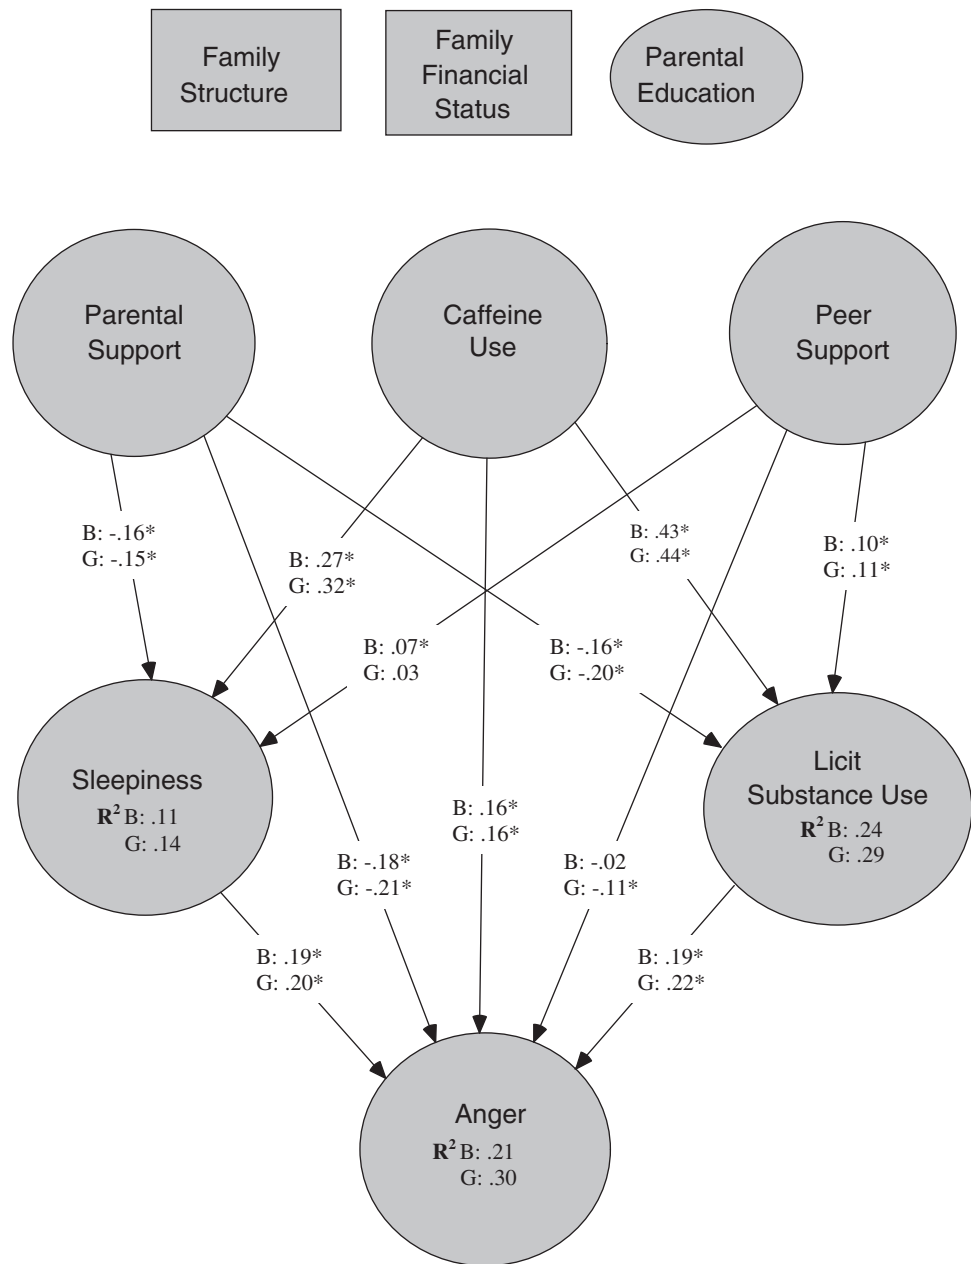 Family
Structure
Family
Financial
Status
Parental
Education
Parental
Support
Caffeine
Use
Peer
Support
B: -.16*
G: -.15*
B: .27*
G: .32*
B: .43*
G: .44*
B: .10*
G: .11*
B: .07*
G: .03
B: -.16*
G: -.20*
Sleepiness
R² B: .11
G: .14
Licit
Substance Use
R² B: .24
G: .29
B: -.18*
G: -.21*
B: .16*
G: .16*
B: -.02
G: -.11*
B: .19*
G: .20*
B: .19*
G: .22*
Anger
R² B: .21
G: .30